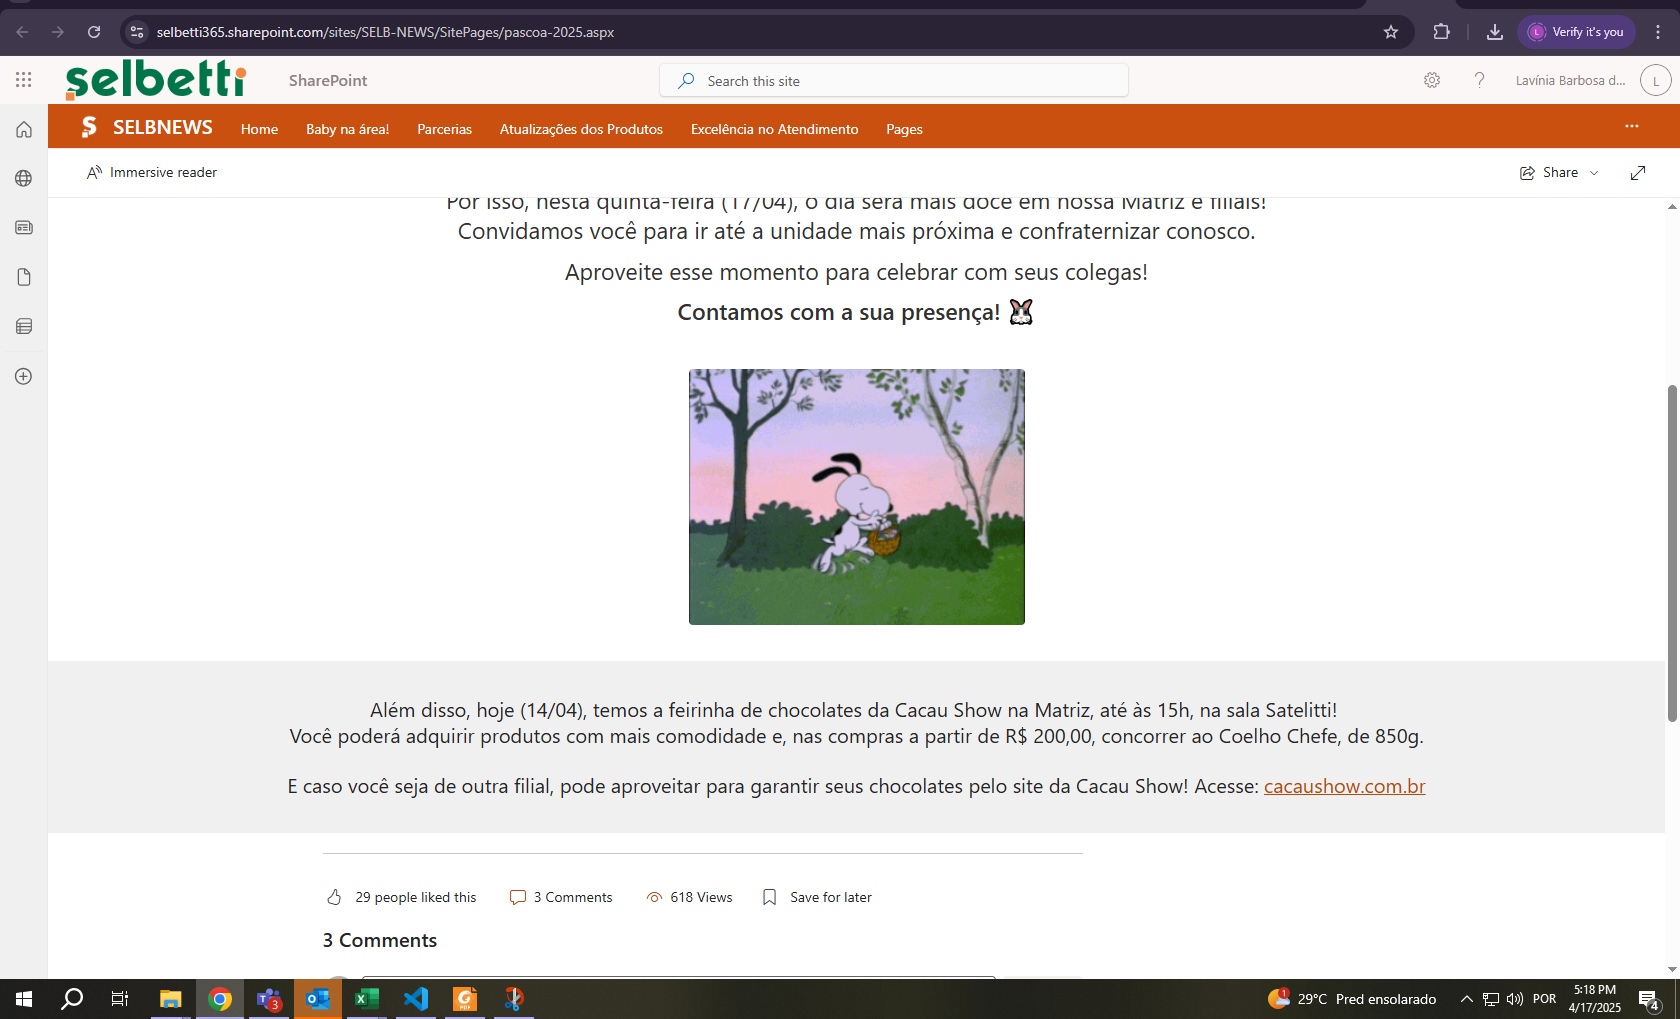 selbetti365.sharepoint.com/sites/SELB-NEWS/SitePages/pascoa-2025.aspx
L
Verify it's you
selbetti
SharePoint
Search this site
Lavínia Barbosa d...
L
SELBNEWS
Home
Baby na área!
Parcerias
Atualizações dos Produtos
Excelência no Atendimento
Pages
Immersive reader
Share
Por isso, nesta quinta-feira (17/04), o dia será mais doce em nossa Matriz e filiais!
Convidamos você para ir até a unidade mais próxima e confraternizar conosco.
Aproveite esse momento para celebrar com seus colegas!
Contamos com a sua presença! 🐰
Além disso, hoje (14/04), temos a feirinha de chocolates da Cacau Show na Matriz, até às 15h, na sala Satelitti!
Você poderá adquirir produtos com mais comodidade e, nas compras a partir de R$ 200,00, concorrer ao Coelho Chefe, de 850g.
E caso você seja de outra filial, pode aproveitar para garantir seus chocolates pelo site da Cacau Show! Acesse: cacaushow.com.br
29 people liked this
3 Comments
618 Views
Save for later
3 Comments
3
PDF
1
29°C Pred ensolarado
POR
5:18 PM
4/17/2025
4